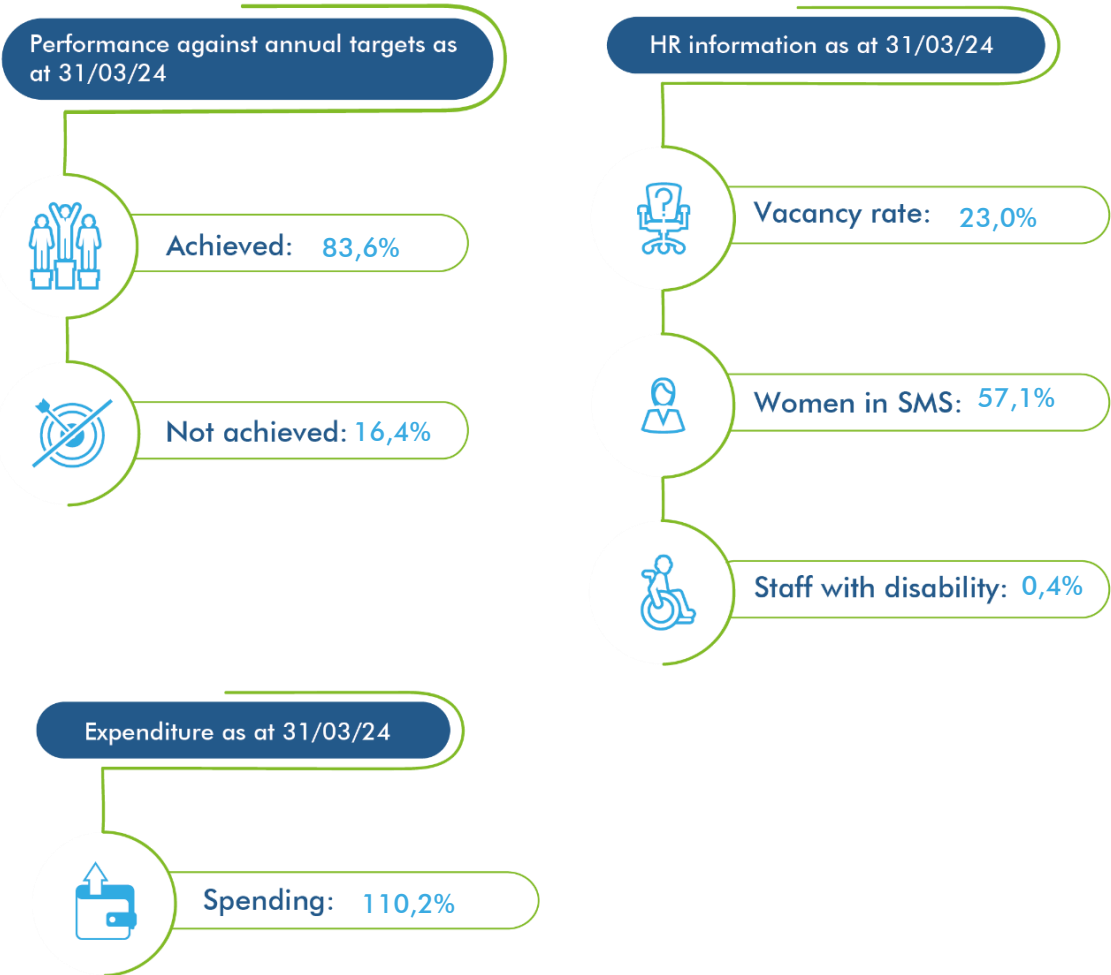 Performance against annual targets as
at 31/03/24
Achieved: 83,6%
Not achieved: 16,4%
HR information as at 31/03/24
?
Vacancy rate: 23,0%
Women in SMS: 57,1%
Staff with disability: 0,4%
Expenditure as at 31/03/24
Spending: 110,2%